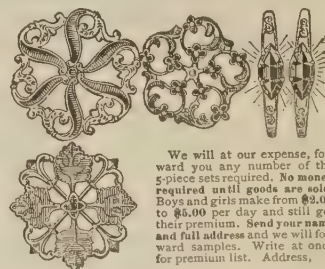 We will at our expense, for
ward you any number of th
5-piece sets required. No mone
required until goods are sol
Boys and girls make from $2.0
to $5.00 per day and still ge
their premium. Send your nam
and full address and we will for
ward samples. Write at onc
for premium list. Address,